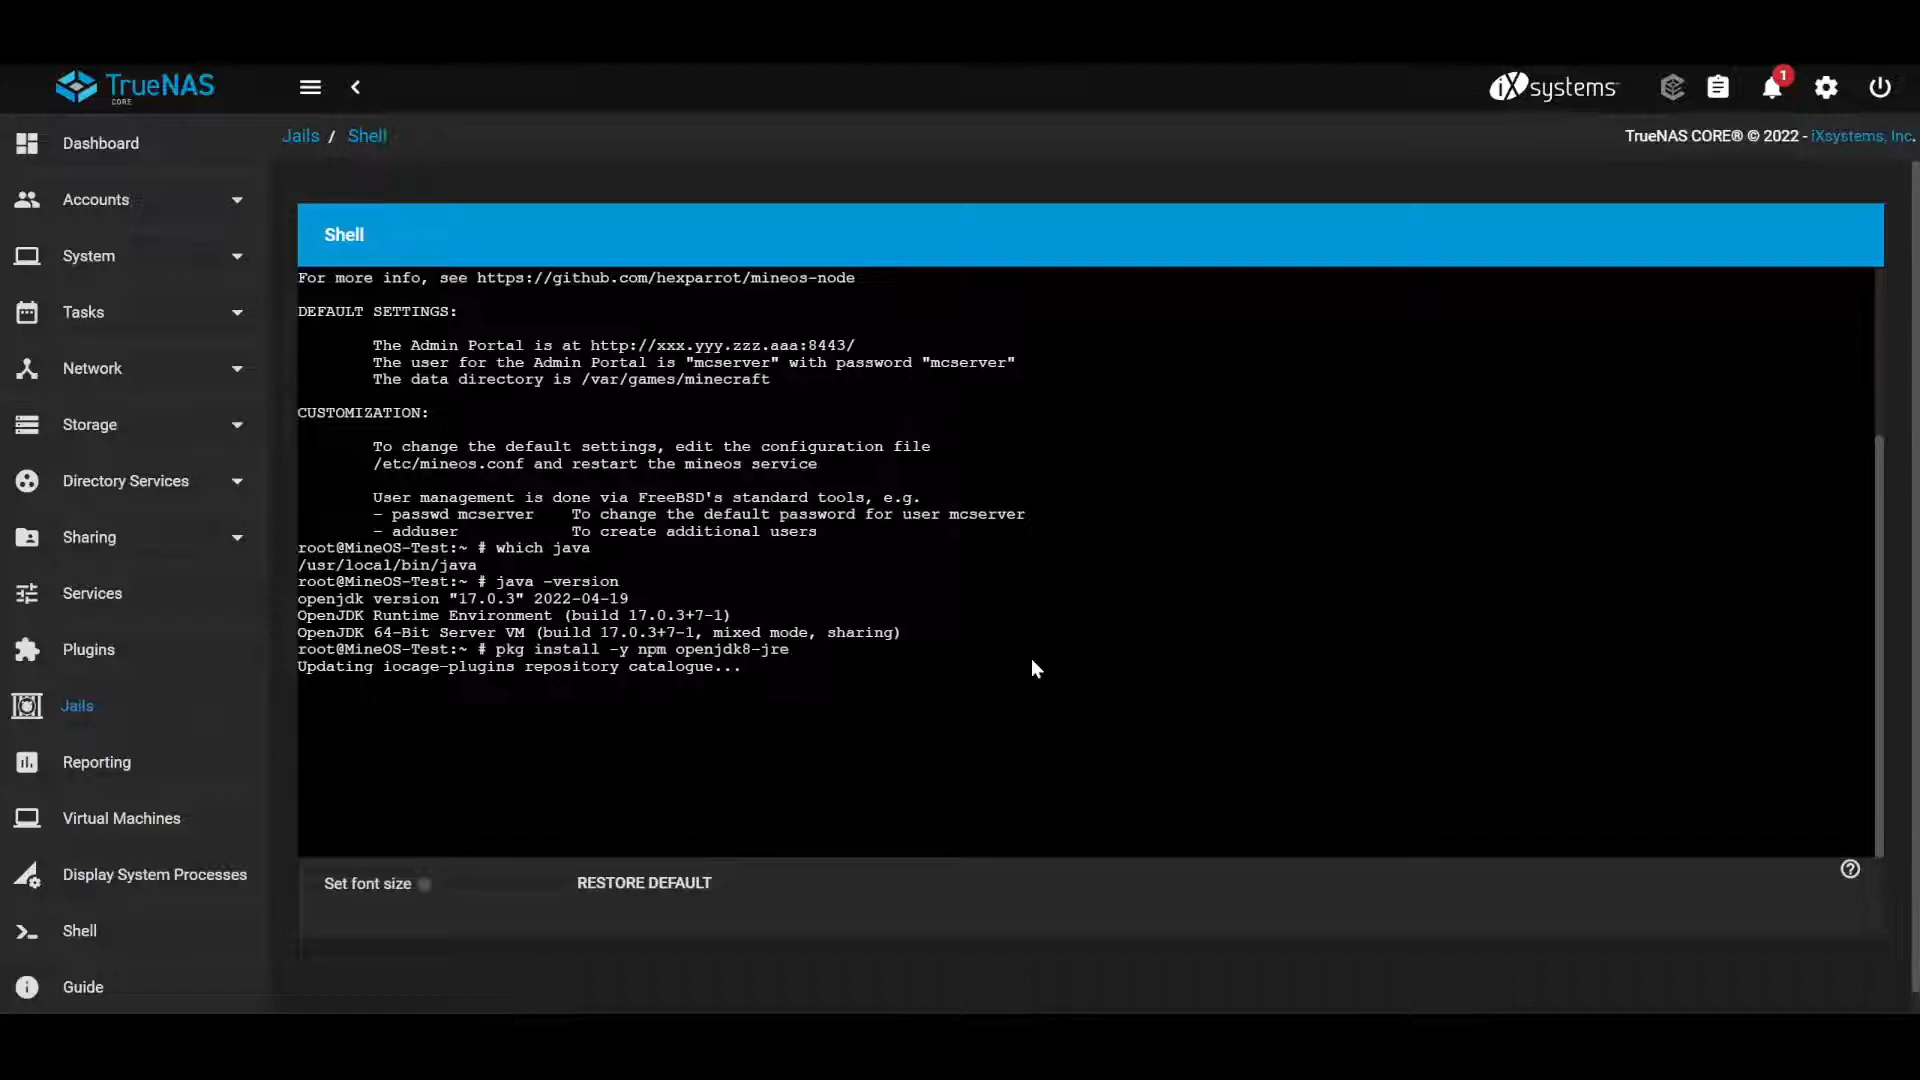 TrueNAS
CORE
iXsystems
1
Jails / Shell
TrueNAS CORE® © 2022 - iXsystems, Inc.
Dashboard
Accounts
System
Tasks
Network
Storage
Directory Services
Sharing
Services
Plugins
Jails
Reporting
Virtual Machines
Display System Processes
Shell
Guide
Shell
For more info, see https://github.com/hexparrot/mineos-node
DEFAULT SETTINGS:
The Admin Portal is at http://xxx.yyy.zzz.aaa:8443/
The user for the Admin Portal is "mcserver" with password "mcserver"
The data directory is /var/games/minecraft
CUSTOMIZATION:
To change the default settings, edit the configuration file
/etc/mineos.conf and restart the mineos service
User management is done via FreeBSD's standard tools, e.g.
- passwd mcserver    To change the default password for user mcserver
- adduser            To create additional users
root@MineOS-Test:~ # which java
/usr/local/bin/java
root@MineOS-Test:~ # java -version
openjdk version "17.0.3" 2022-04-19
OpenJDK Runtime Environment (build 17.0.3+7-1)
OpenJDK 64-Bit Server VM (build 17.0.3+7-1, mixed mode, sharing)
root@MineOS-Test:~ # pkg install -y npm openjdk8-jre
Updating iocage-plugins repository catalogue...
Set font size
RESTORE DEFAULT